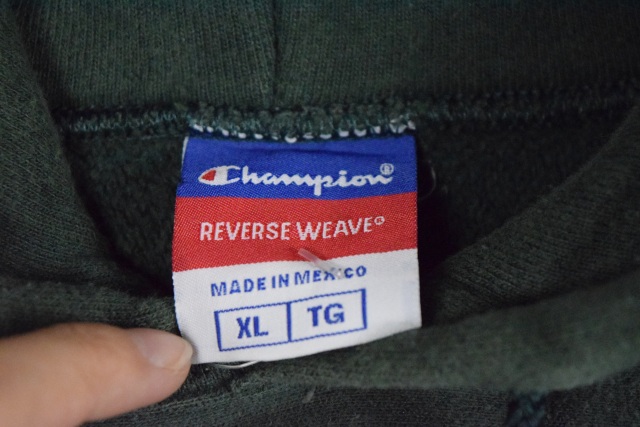 Champion®
REVERSE WEAVE®
MADE IN MEXICO
XL TG